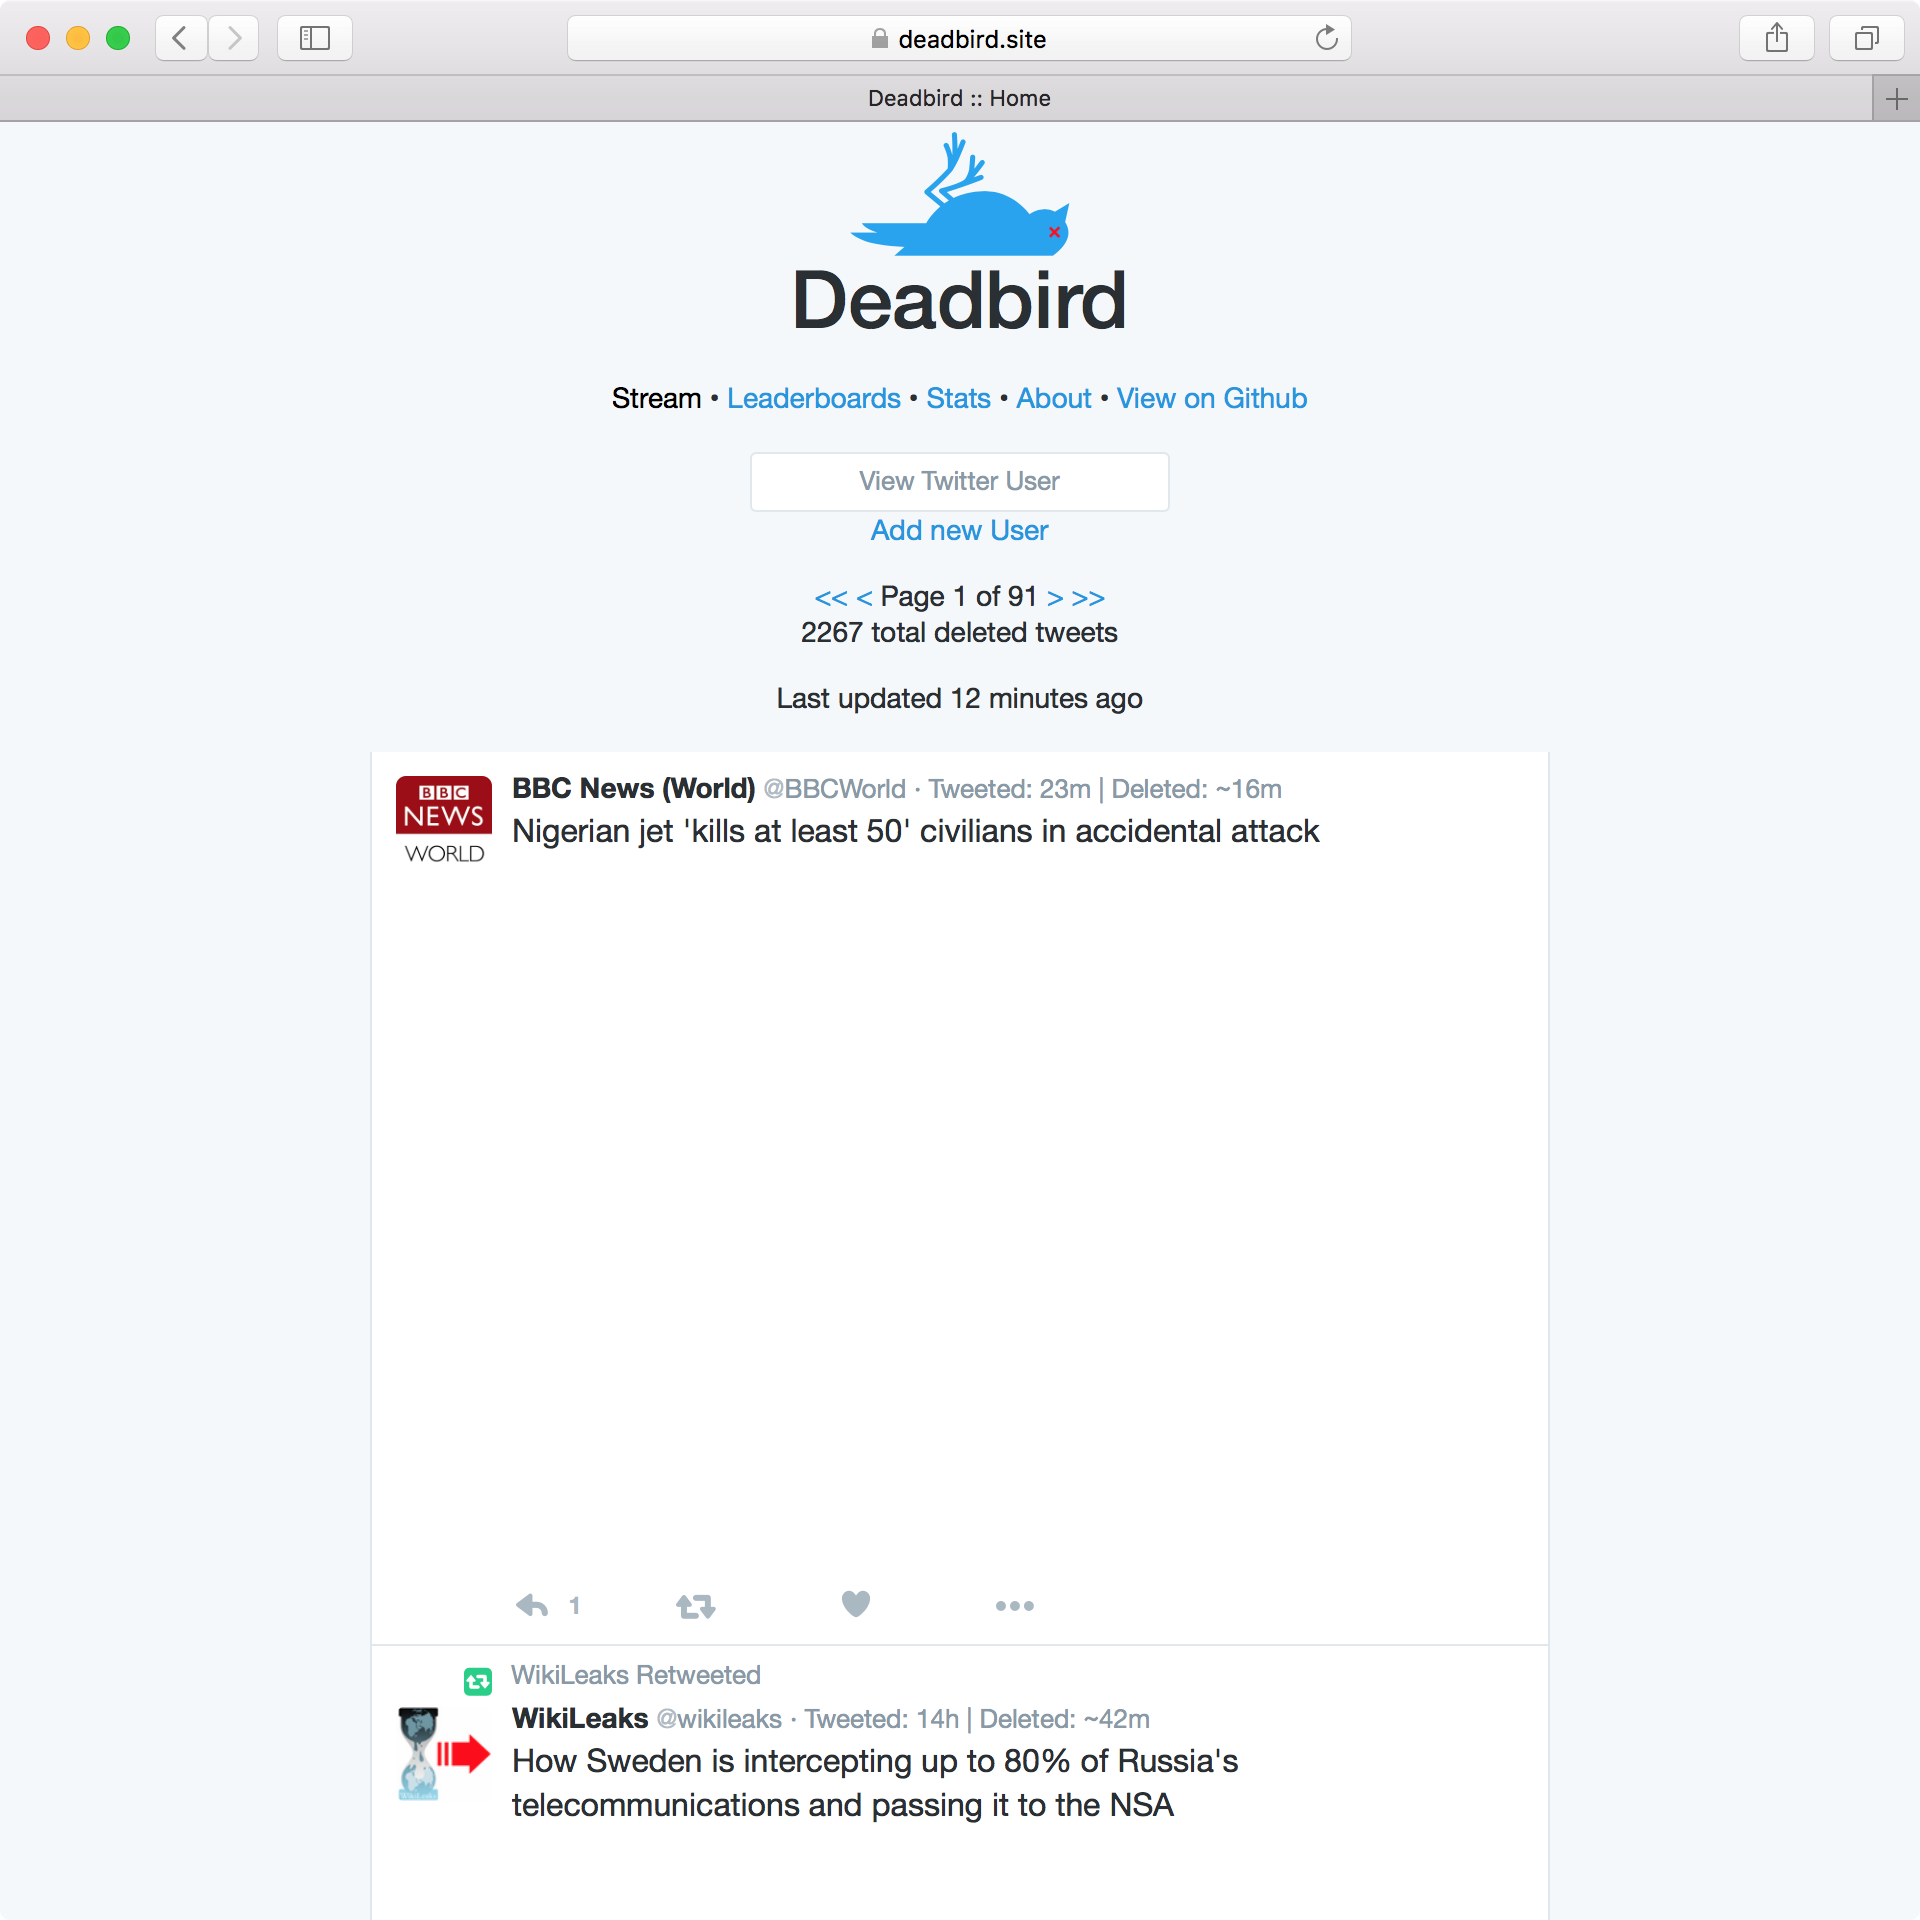 deadbird.site
Deadbird :: Home
Deadbird
Stream • Leaderboards • Stats • About • View on Github
View Twitter User
Add new User
<< < Page 1 of 91 > >>
2267 total deleted tweets
Last updated 12 minutes ago
BBC NEWS WORLD
BBC News (World) @BBCWorld · Tweeted: 23m | Deleted: ~16m
Nigerian jet 'kills at least 50' civilians in accidental attack
1
WikiLeaks Retweeted
WikiLeaks @wikileaks · Tweeted: 14h | Deleted: ~42m
How Sweden is intercepting up to 80% of Russia's
telecommunications and passing it to the NSA